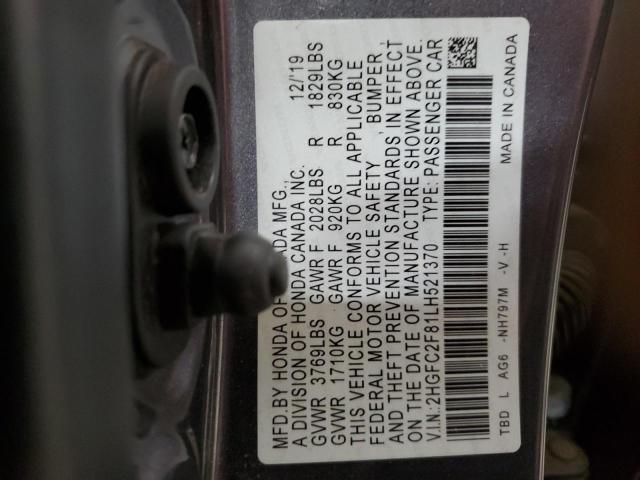 MFD.BY HONDA OF CANADA MFG., 12/'19
A DIVISION OF HONDA CANADA INC.
GVWR 3769LBS GAWR F 2028LBS R 1829LBS
GVWR 1710KG GAWR F 920KG R 830KG
THIS VEHICLE CONFORMS TO ALL APPLICABLE
FEDERAL MOTOR VEHICLE SAFETY , BUMPER ,
AND THEFT PREVENTION STANDARDS IN EFFECT
ON THE DATE OF MANUFACTURE SHOWN ABOVE.
V.I.N.:2HGFC2F81LH521370 TYPE: PASSENGER CAR
TBD L AG6 -NH797M -V -H MADE IN CANADA